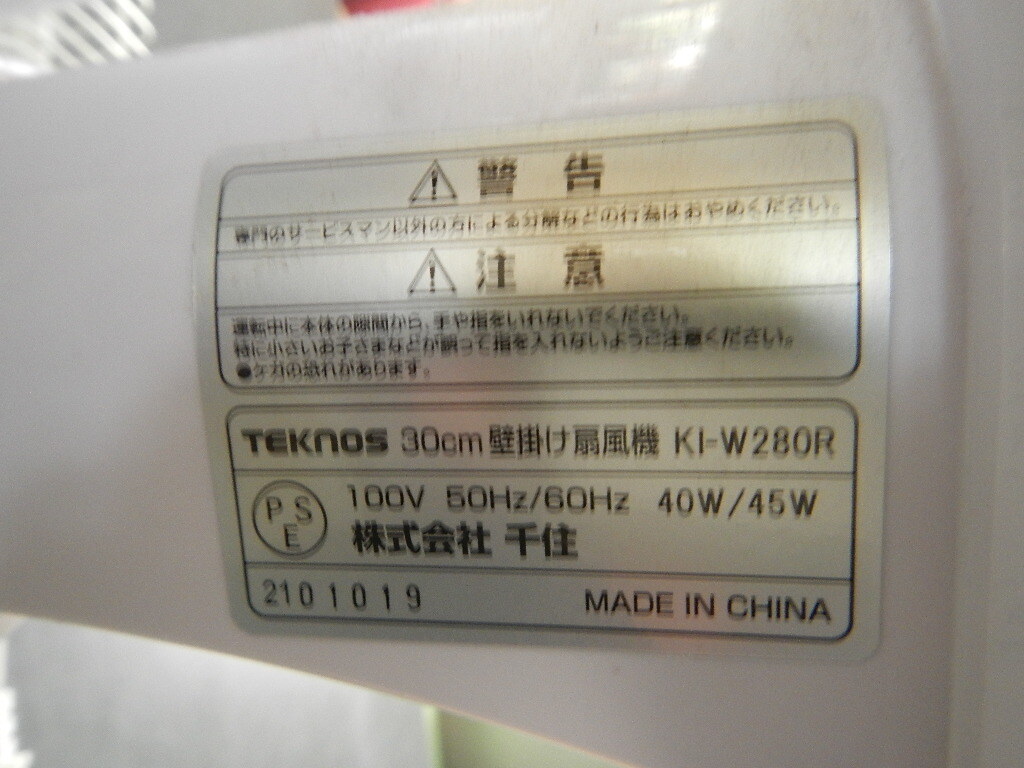 警告
専門のサービスマン以外の方による分解などの行為はおやめください。
注意
運転中に本体の隙間から、手や指をいれないでください。
特に小さいお子さまなどが誤って指を入れないようご注意ください。
●ケガの恐れがあります。
TEKNOS 30cm 壁掛け扇風機 KI-W280R
PSE
100V 50Hz/60Hz 40W/45W
株式会社 千住
2101019 MADE IN CHINA